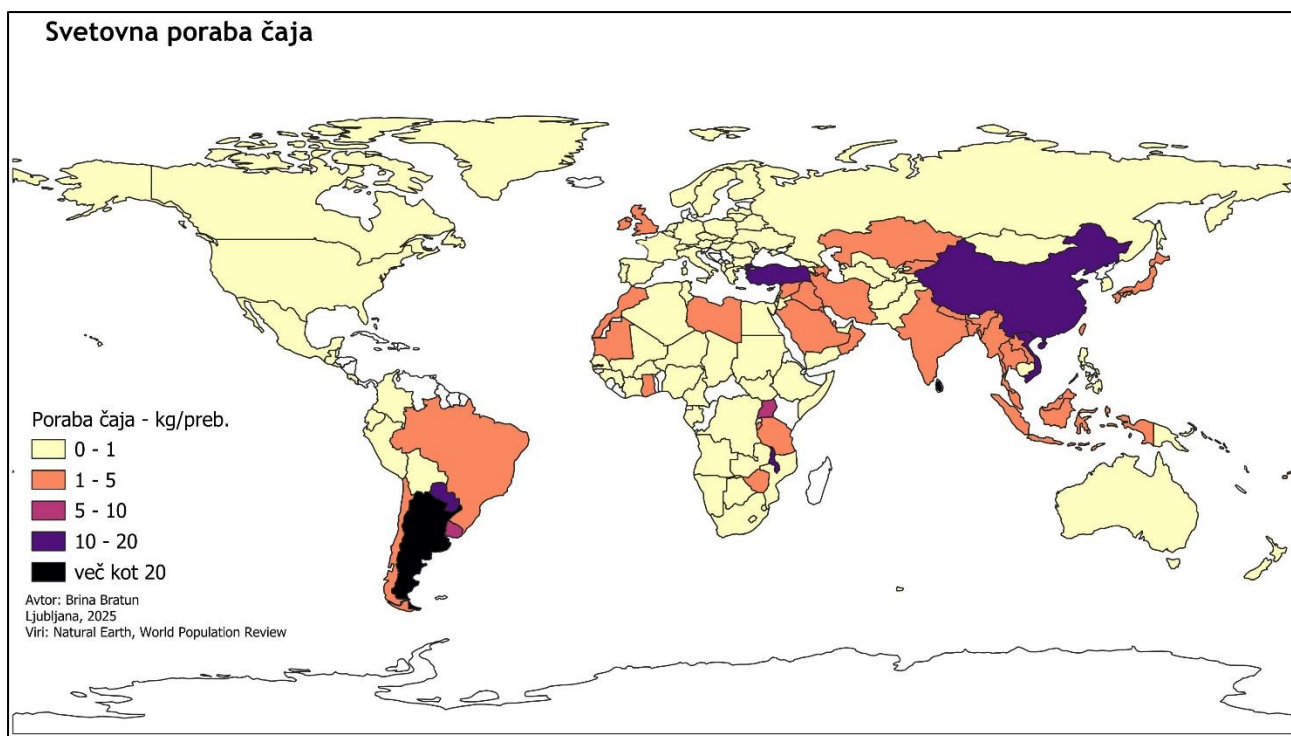 Svetovna poraba čaja
Poraba čaja - kg/preb.
0 - 1
1 - 5
5 - 10
10 - 20
več kot 20
Avtor: Brina Bratun
Ljubljana, 2025
Viri: Natural Earth, World Population Review